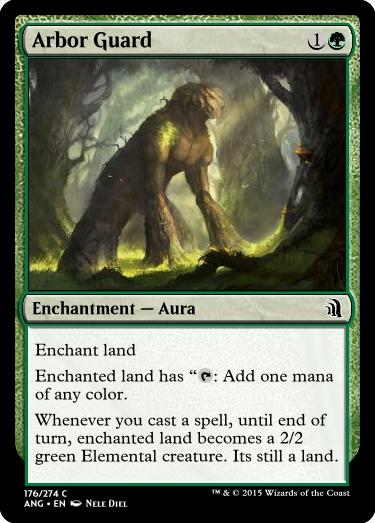 Arbor Guard 1
Enchantment — Aura
Enchant land
Enchanted land has “: Add one mana
of any color.
Whenever you cast a spell, until end of
turn, enchanted land becomes a 2/2
green Elemental creature. Its still a land.
176/274 C
ANG • EN NELE DIEL
™ & © 2015 Wizards of the Coast